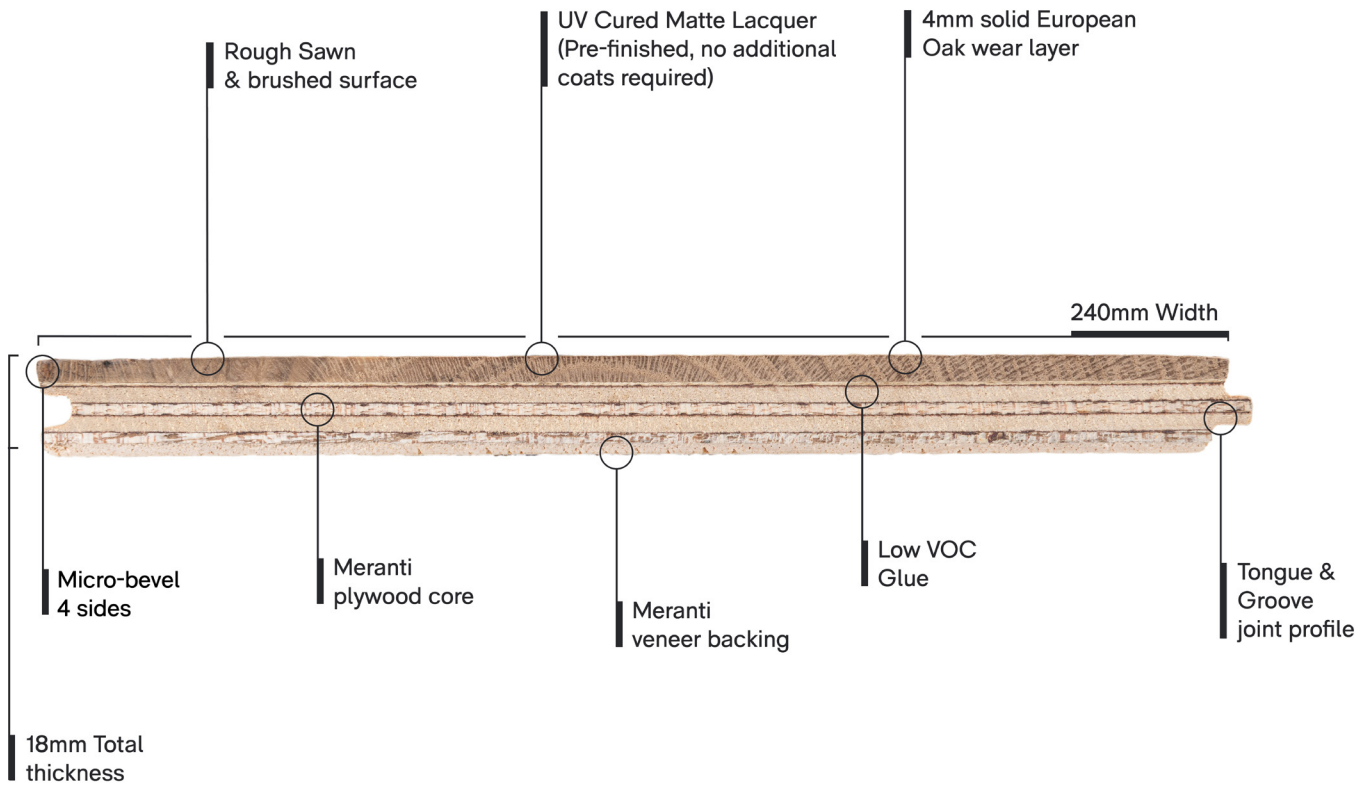 UV Cured Matte Lacquer
(Pre-finished, no additional
coats required)
4mm solid European
Oak wear layer
Rough Sawn
& brushed surface
240mm Width
Low VOC
Glue
Meranti
plywood core
Tongue &
Groove
joint profile
Micro-bevel
4 sides
Meranti
veneer backing
18mm Total
thickness